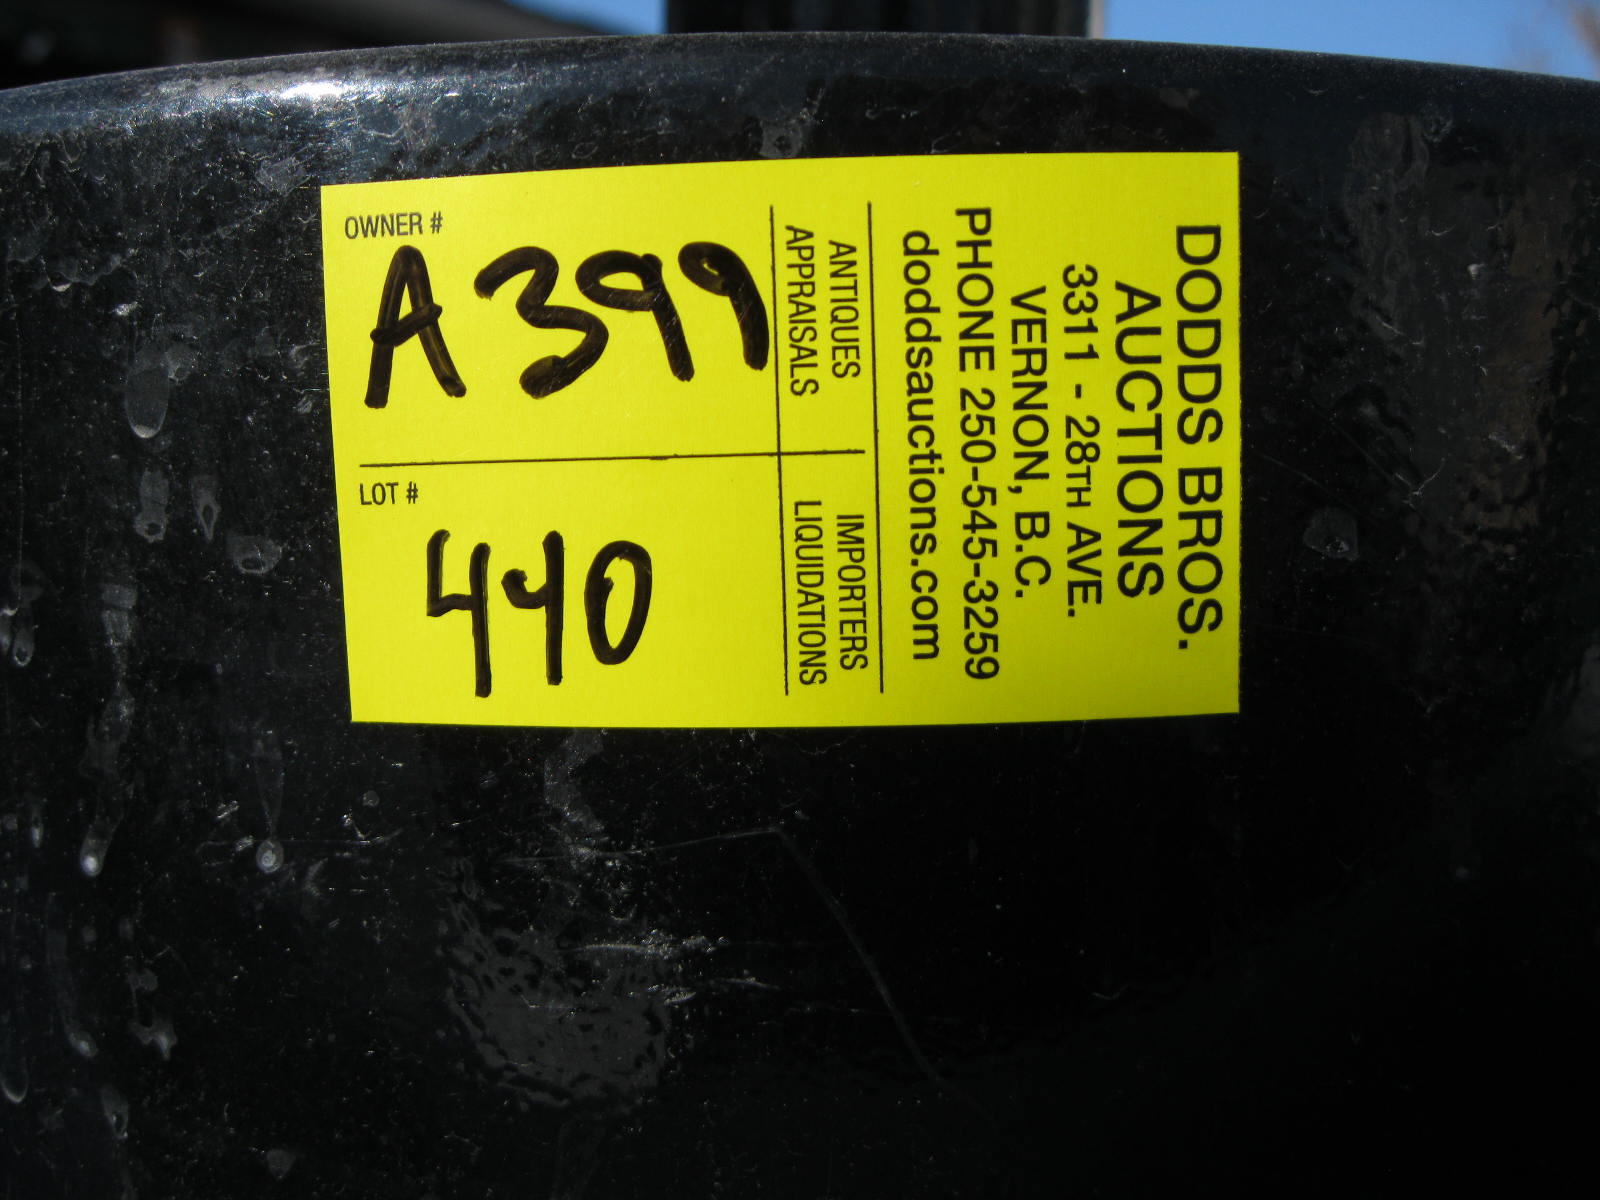 DODDS BROS.
AUCTIONS
3311 - 28TH AVE.
VERNON, B.C.
PHONE 250-545-3259
doddsauctions.com
ANTIQUES
APPRAISALS
IMPORTERS
LIQUIDATIONS
OWNER #
A399
LOT #
440